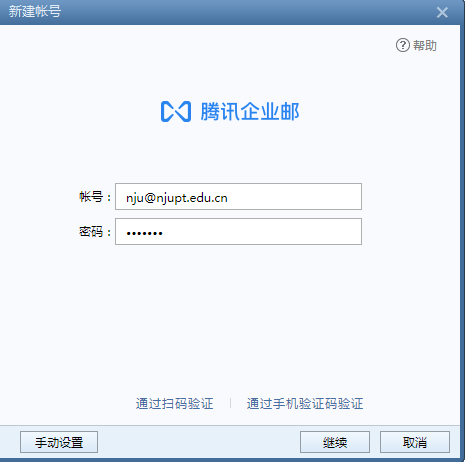 新建帐号
帮助
腾讯企业邮
帐号： nju@njupt.edu.cn
密码： •••••••
通过扫码验证 通过手机验证码验证
手动设置 继续 取消